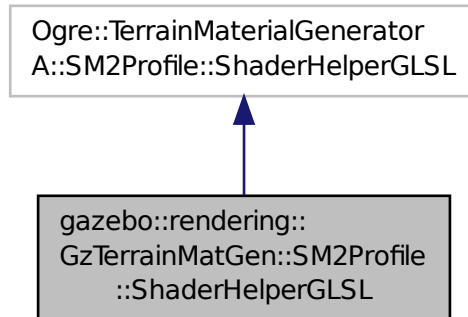 Ogre::TerrainMaterialGenerator
A::SM2Profile::ShaderHelperGLSL
gazebo::rendering::
GzTerrainMatGen::SM2Profile
::ShaderHelperGLSL